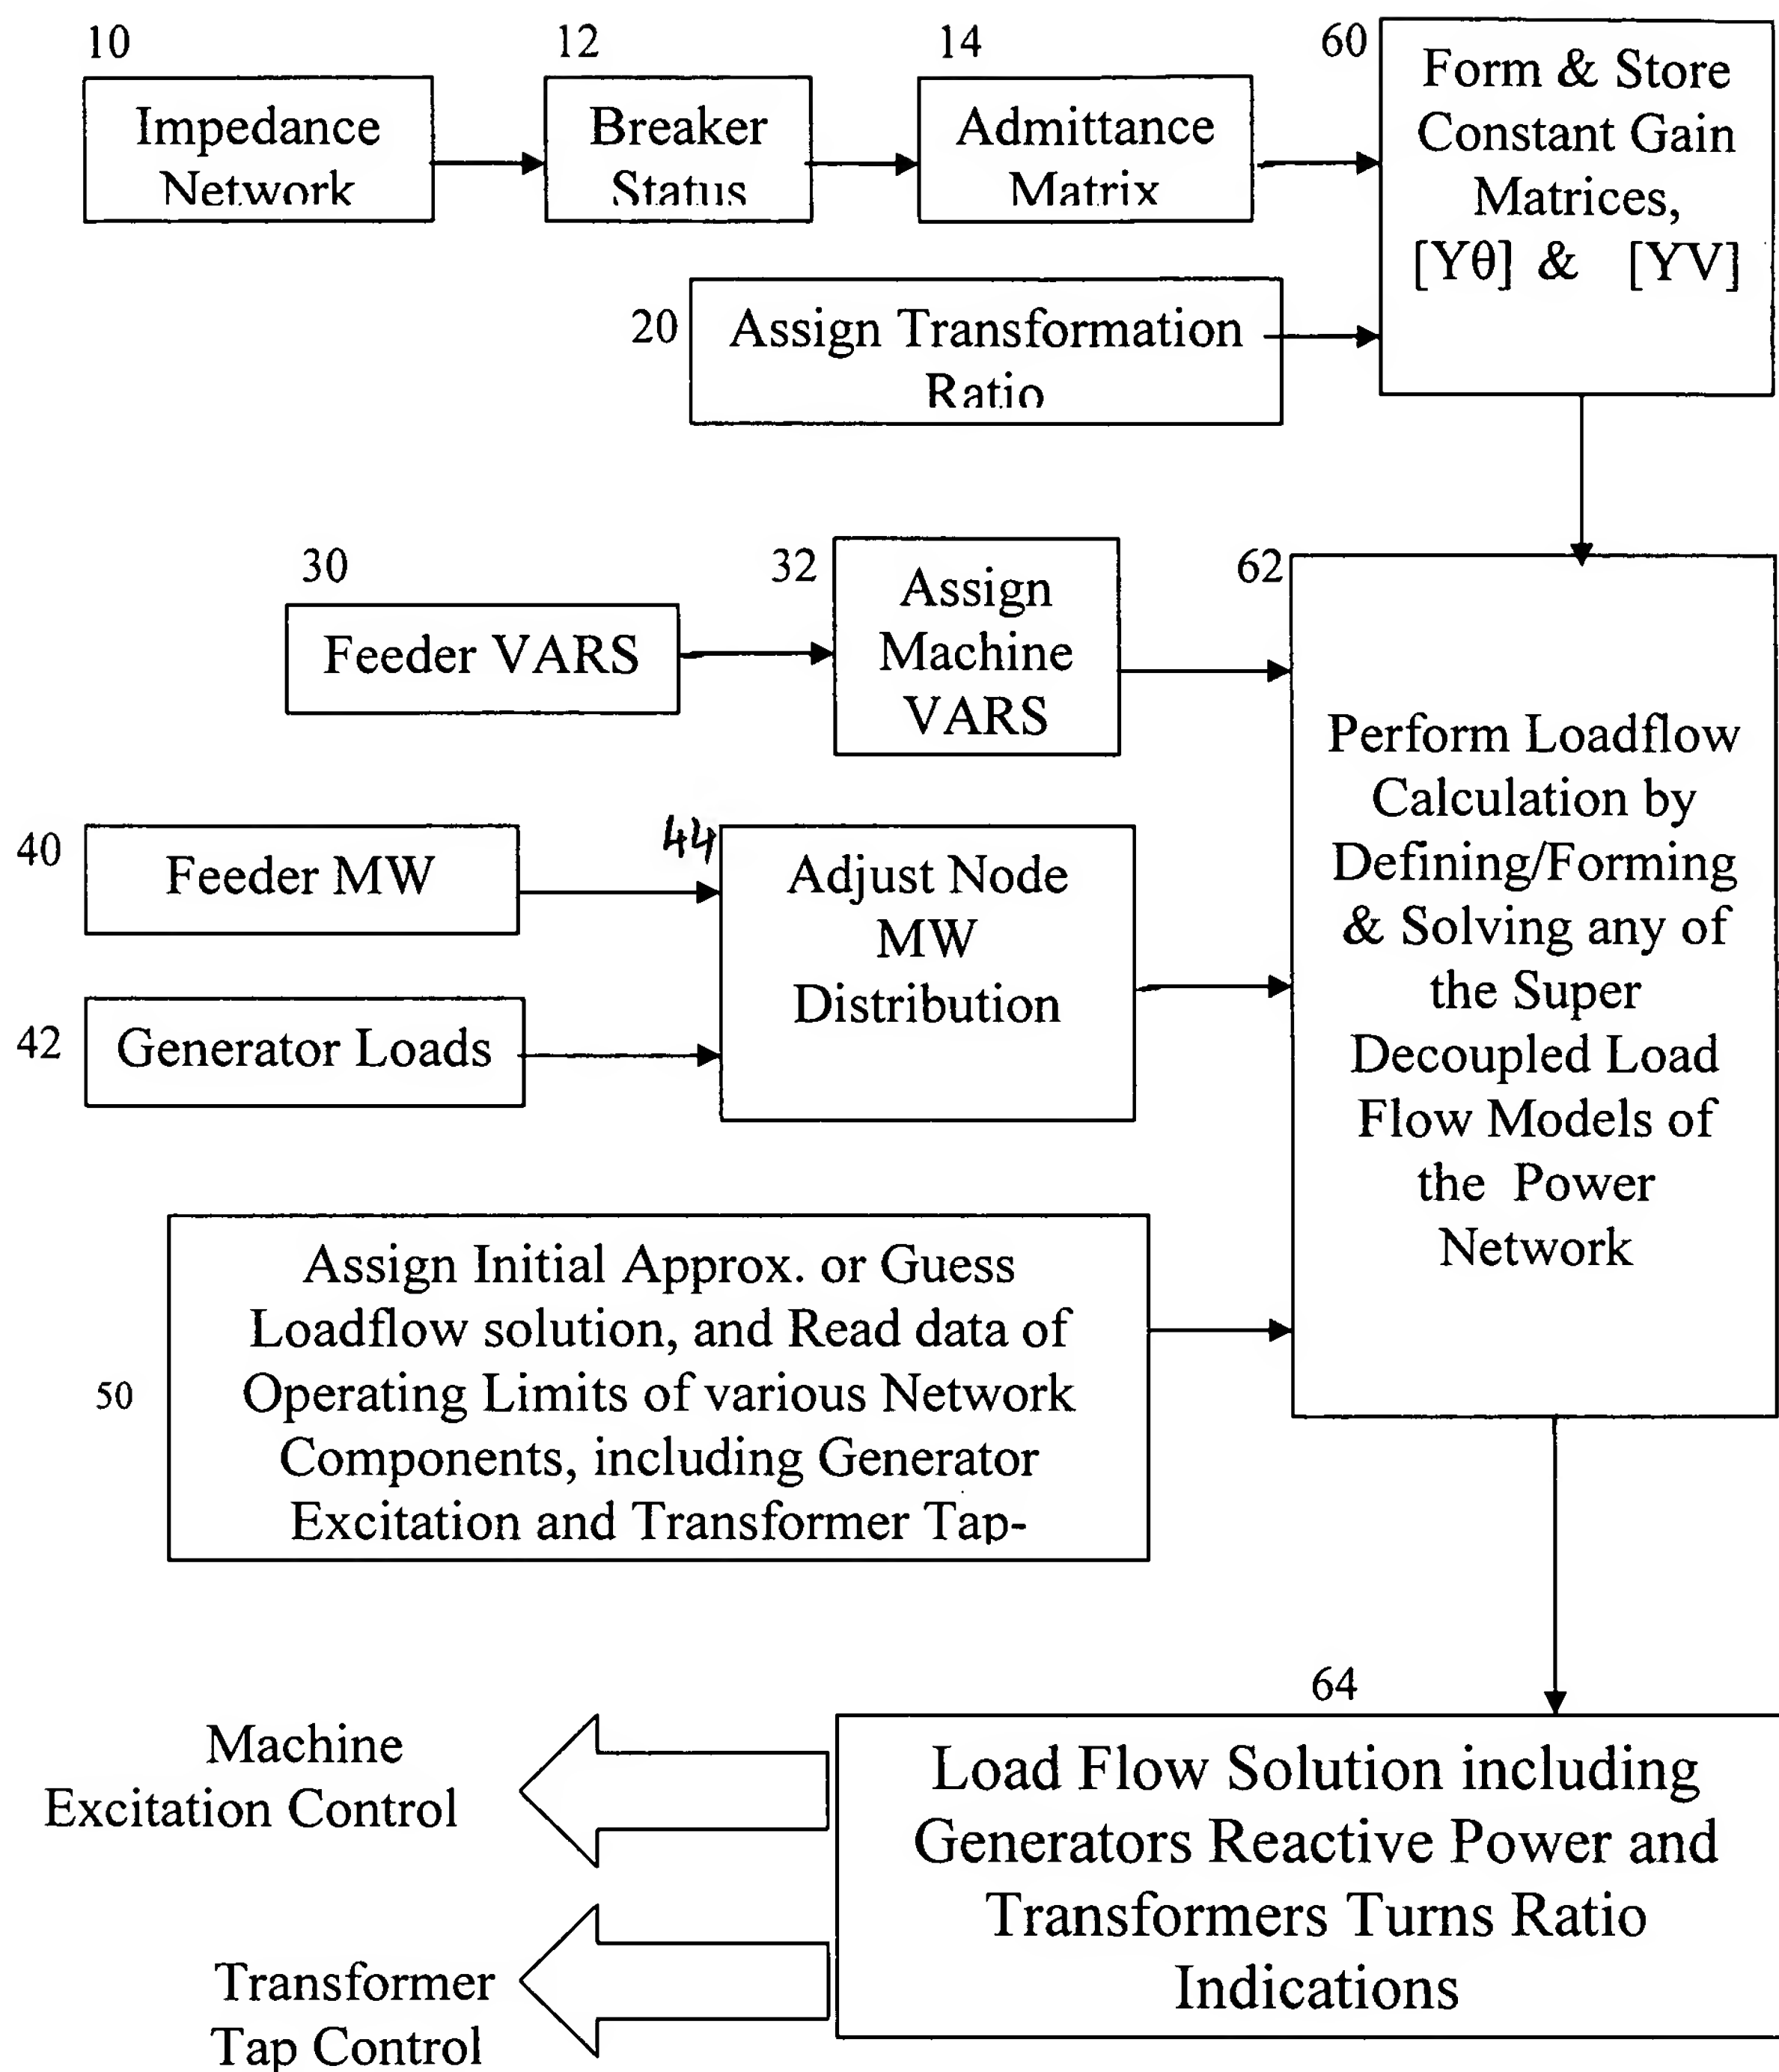 10
Impedance
Network
12
Breaker
Status
14
Admittance
Matrix
60
Form & Store
Constant Gain
Matrices,
[Yθ] & [YV]
20
Assign Transformation
Ratio
30
Feeder VARS
32
Assign
Machine
VARS
62
Perform Loadflow
Calculation by
Defining/Forming
& Solving any of
the Super
Decoupled Load
Flow Models of
the Power
Network
40
Feeder MW
44
Adjust Node
MW
Distribution
42
Generator Loads
50
Assign Initial Approx. or Guess
Loadflow solution, and Read data of
Operating Limits of various Network
Components, including Generator
Excitation and Transformer Tap-
64
Load Flow Solution including
Generators Reactive Power and
Transformers Turns Ratio
Indications
Machine
Excitation Control
Transformer
Tap Control